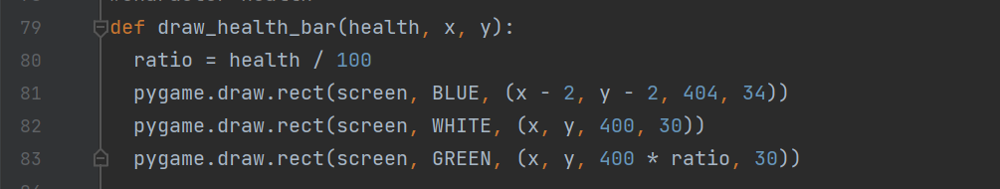 79 def draw_health_bar(health, x, y):
80 ratio = health / 100
81 pygame.draw.rect(screen, BLUE, (x - 2, y - 2, 404, 34))
82 pygame.draw.rect(screen, WHITE, (x, y, 400, 30))
83 pygame.draw.rect(screen, GREEN, (x, y, 400 * ratio, 30))